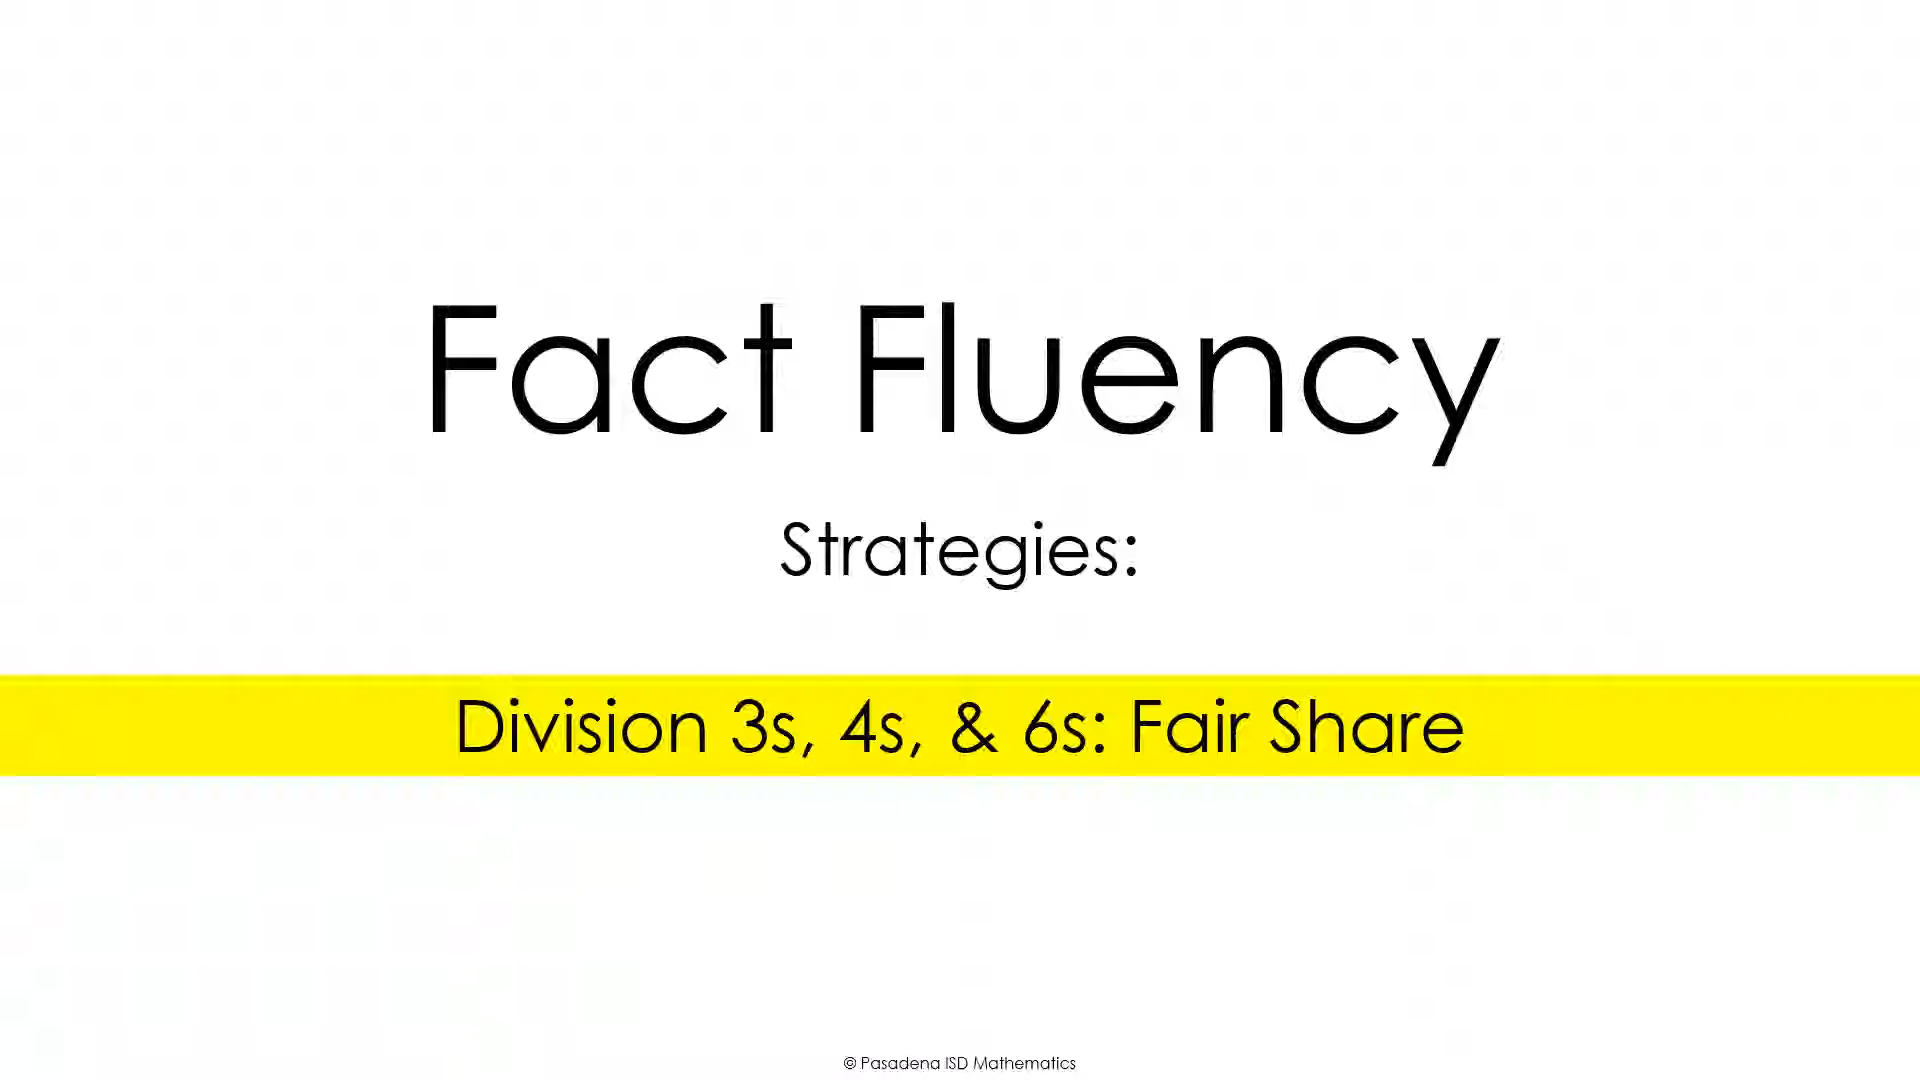 Fact Fluency
Strategies:
Division 3s, 4s, & 6s: Fair Share
© Pasadena ISD Mathematics